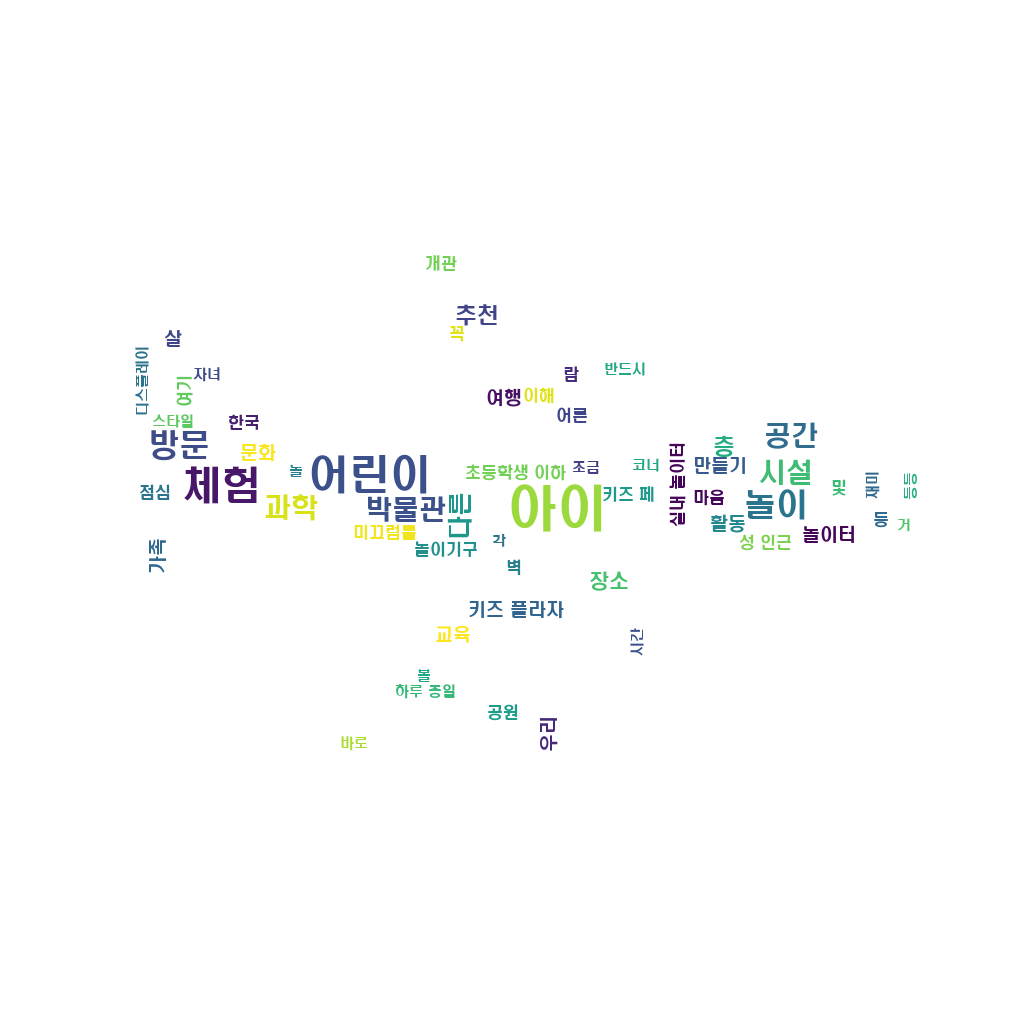 개관
추천
꼭
살
디스플레이
자녀
여기
람
반드시
여행
이해
어른
스타일
한국
방문
문화
놀
어린이
초등학생 이하
조금
코너
실내 놀이터
층
만들기
공간
시설
체험
점심
과학
박물관
다른
아이
키즈 페
마음
놀이
및
재미
등등
미끄럼틀
놀이기구
각
벽
활동
성 인근
놀이터
둥
거
가족
장소
키즈 플라자
교육
시간
볼
하루 종일
공원
우리
바로